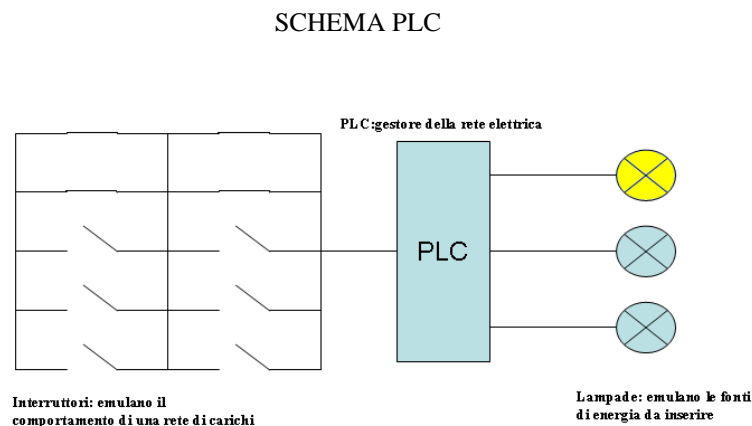 SCHEMA PLC
PLC:gestore della rete elettrica
PLC
Interruttori: emulano il
comportamento di una rete di carichi
Lampade: emulano le fonti
di energia da inserire